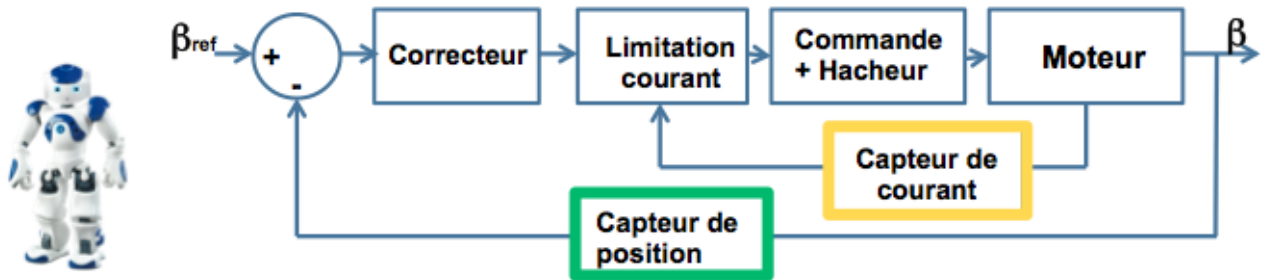 βref
+
-
Correcteur
Limitation
courant
Commande
+ Hacheur
Moteur
β
Capteur de
courant
Capteur de
position